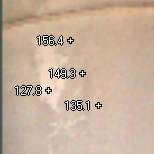 156.4 +
149.3 +
127.8 +
135.1 +